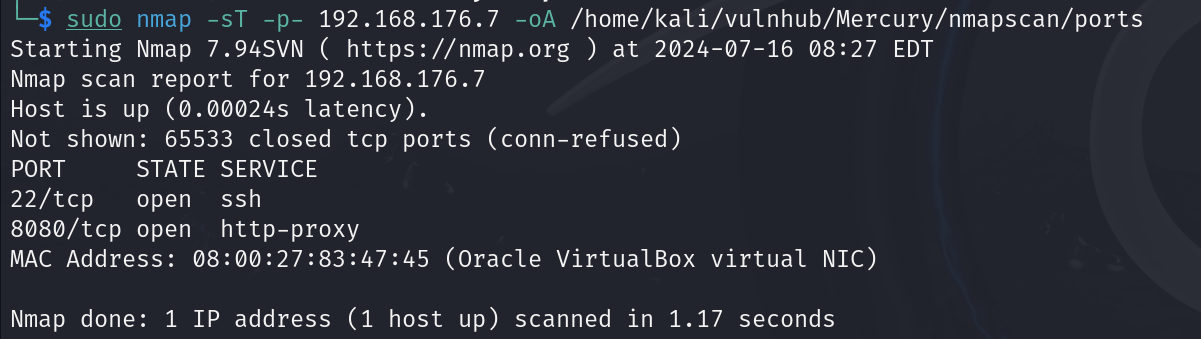 └─$ sudo nmap -sT -p- 192.168.176.7 -oA /home/kali/vulnhub/Mercury/nmapscan/ports
Starting Nmap 7.94SVN ( https://nmap.org ) at 2024-07-16 08:27 EDT
Nmap scan report for 192.168.176.7
Host is up (0.00024s latency).
Not shown: 65533 closed tcp ports (conn-refused)
PORT     STATE SERVICE
22/tcp   open  ssh
8080/tcp open  http-proxy
MAC Address: 08:00:27:83:47:45 (Oracle VirtualBox virtual NIC)
Nmap done: 1 IP address (1 host up) scanned in 1.17 seconds